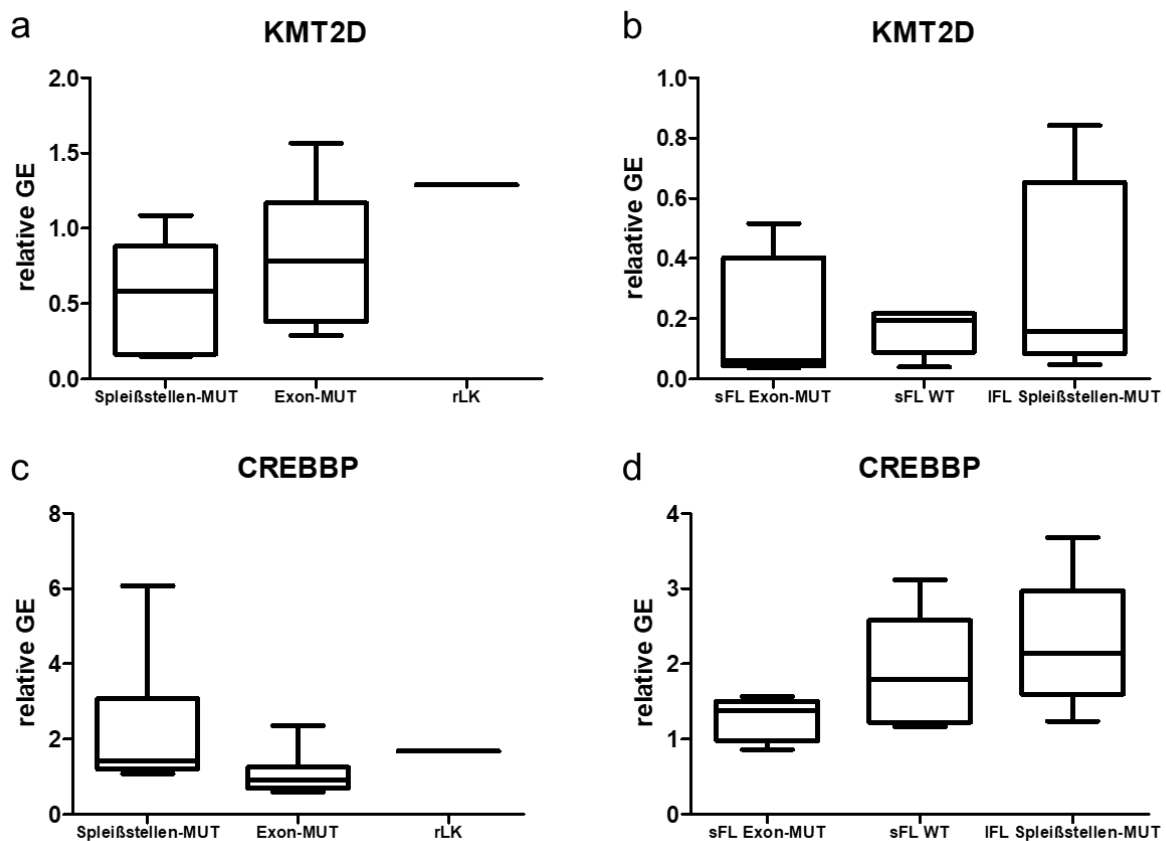 a
KMT2D
relative GE
2.0
1.5
1.0
0.5
0.0
Spleißstellen-MUT
Exon-MUT
rLK
b
KMT2D
relaative GE
1.0
0.8
0.6
0.4
0.2
0.0
sFL Exon-MUT
sFL WT
lFL Spleißstellen-MUT
c
CREBBP
relative GE
8
6
4
2
0
Spleißstellen-MUT
Exon-MUT
rLK
d
CREBBP
relative GE
4
3
2
1
0
sFL Exon-MUT
sFL WT
lFL Spleißstellen-MUT